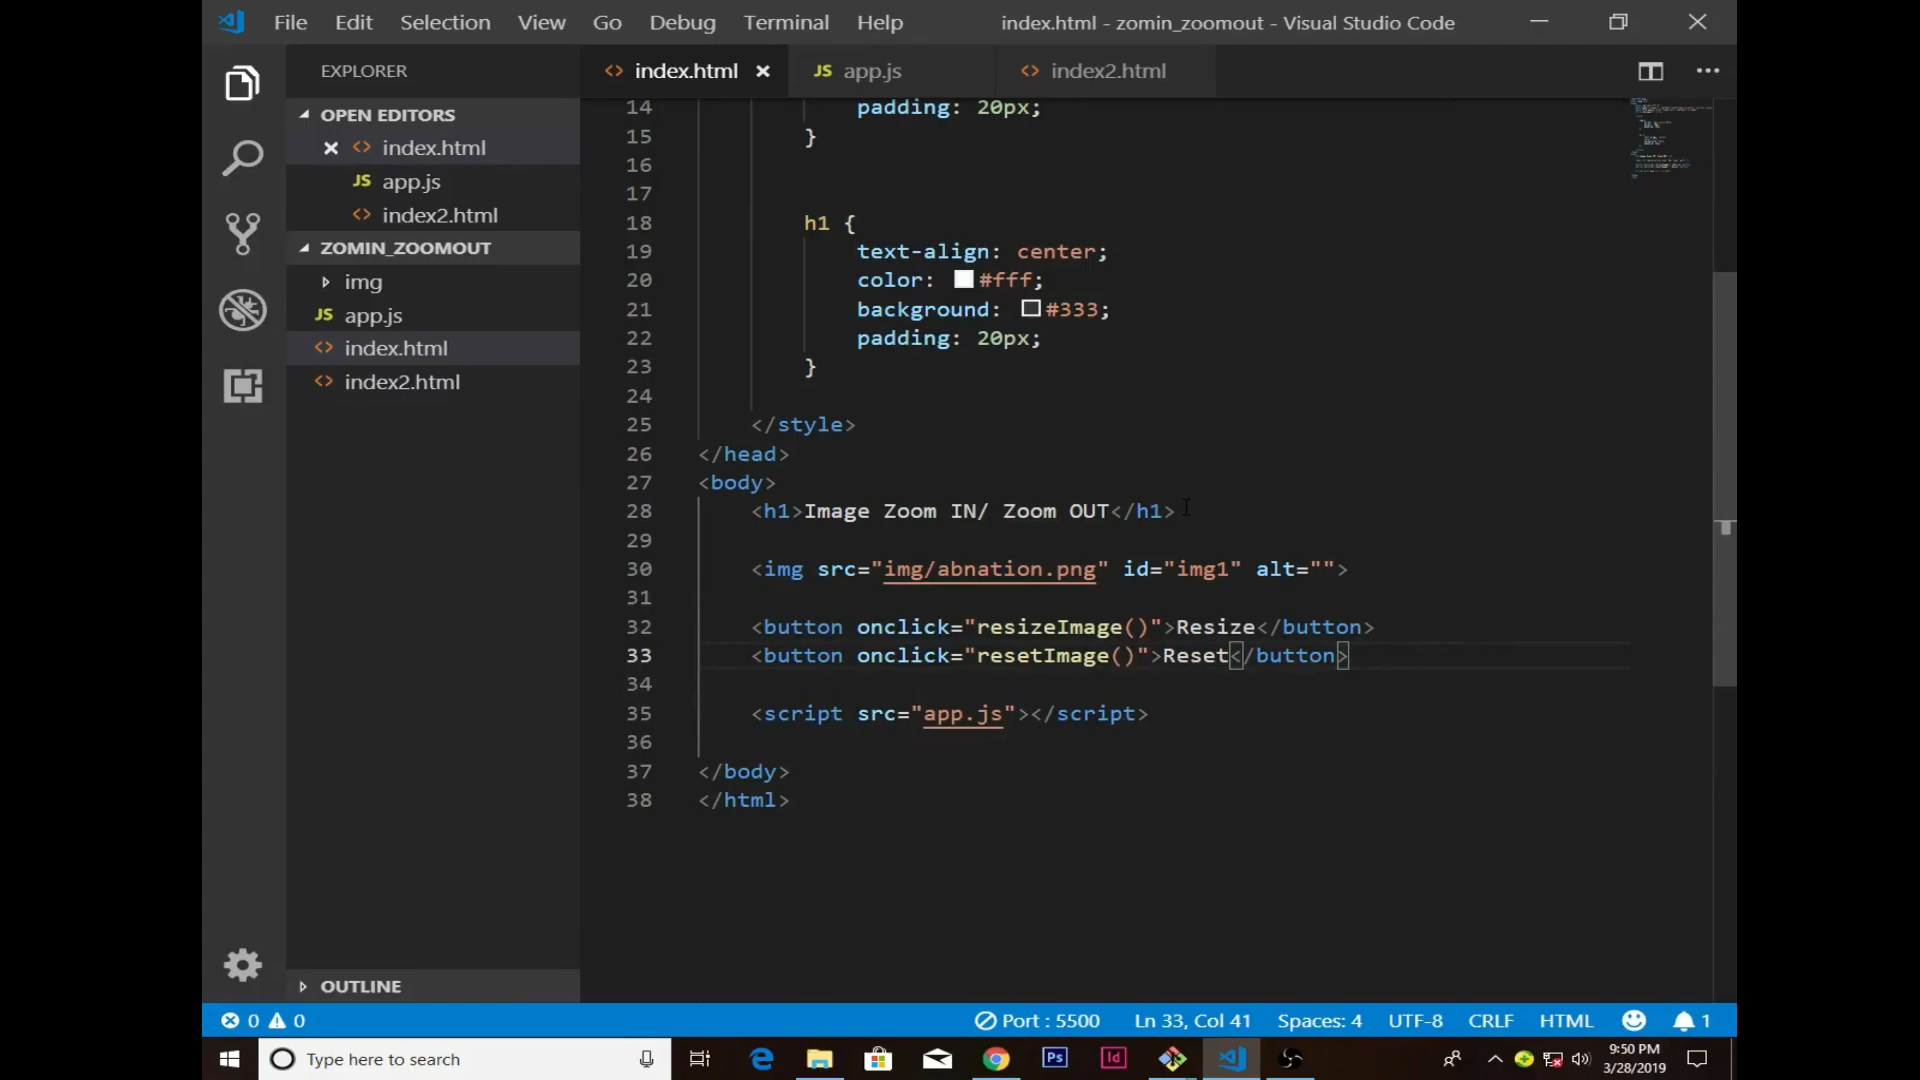 File Edit Selection View Go Debug Terminal Help index.html - zomin_zoomout - Visual Studio Code
EXPLORER
OPEN EDITORS
index.html
JS app.js
index2.html
ZOMIN_ZOOMOUT
img
JS app.js
index.html
index2.html
OUTLINE
index.html JS app.js index2.html
14 padding: 20px;
15 }
16
17
18 h1 {
19 text-align: center;
20 color: #fff;
21 background: #333;
22 padding: 20px;
23 }
24
25 </style>
26 </head>
27 <body>
28 <h1>Image Zoom IN/ Zoom OUT</h1>
29
30 <img src="img/abnation.png" id="img1" alt="">
31
32 <button onclick="resizeImage()">Resize</button>
33 <button onclick="resetImage()">Reset</button>
34
35 <script src="app.js"></script>
36
37 </body>
38 </html>
0 0 Port : 5500 Ln 33, Col 41 Spaces: 4 UTF-8 CRLF HTML 1
Type here to search Ps Id 9:50 PM
3/28/2019